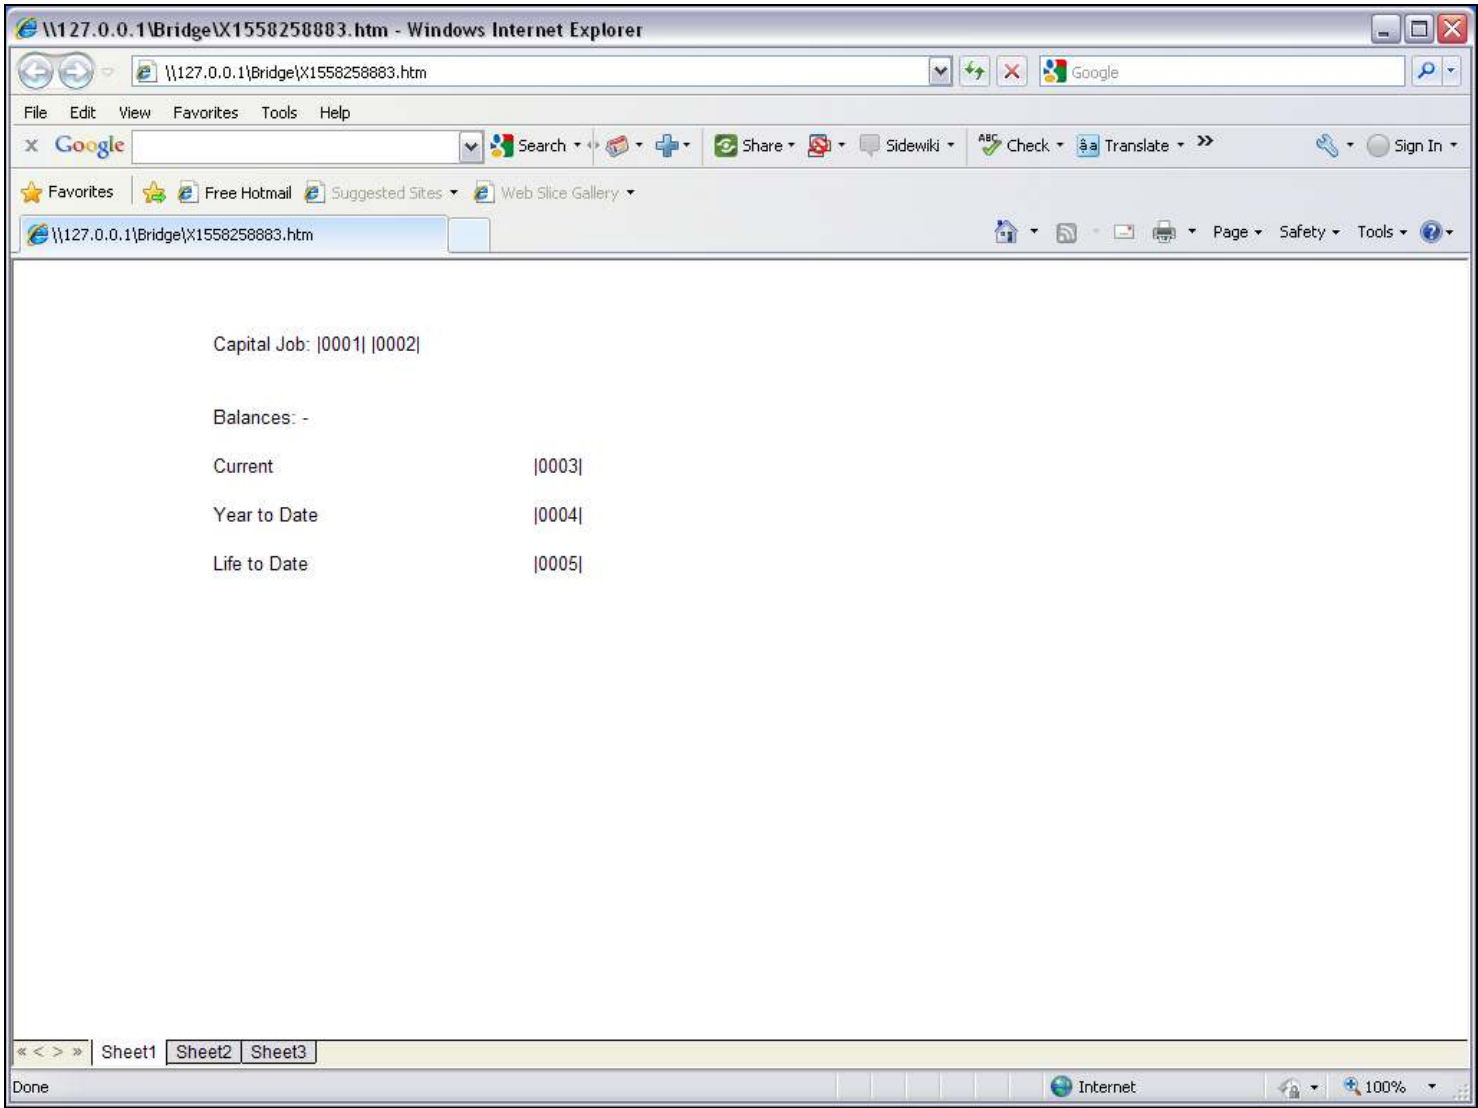 \\127.0.0.1\Bridge\X1558258883.htm - Windows Internet Explorer
\\127.0.0.1\Bridge\X1558258883.htm Google
File Edit View Favorites Tools Help
x Google Search Share Sidewiki ABC Check âa Translate » Sign In
Favorites Free Hotmail Suggested Sites Web Slice Gallery
\\127.0.0.1\Bridge\X1558258883.htm Page Safety Tools
Capital Job: |0001| |0002|
Balances: -
Current |0003|
Year to Date |0004|
Life to Date |0005|
« < > » Sheet1 Sheet2 Sheet3
Done Internet 100%